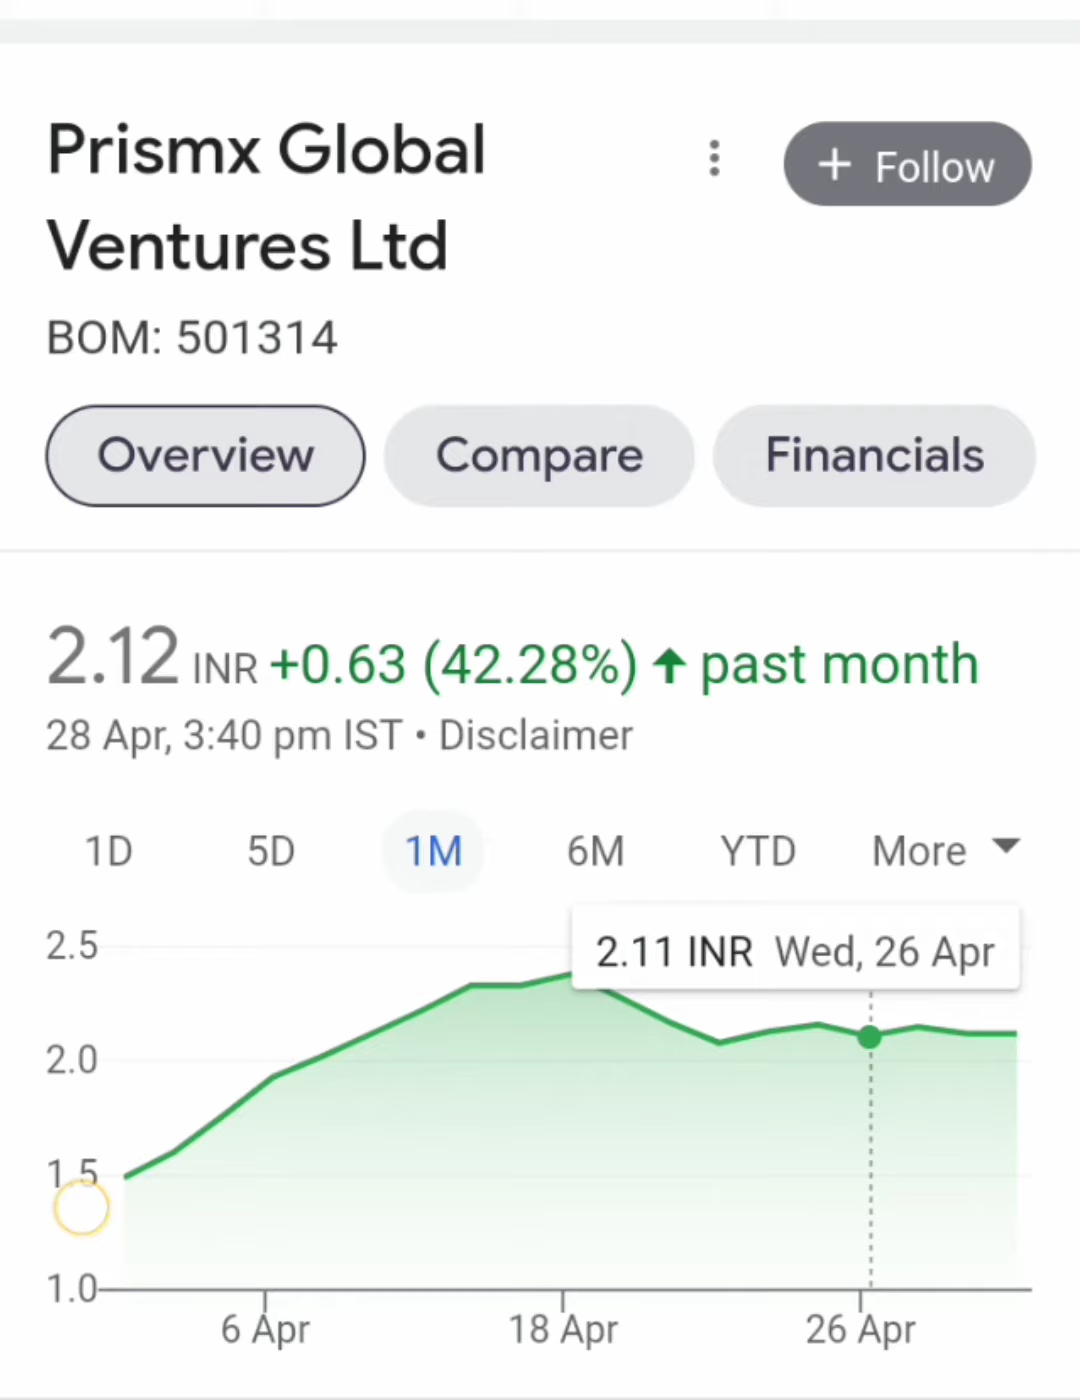 Prismx Global
Ventures Ltd
+ Follow
BOM: 501314
Overview Compare Financials
2.12 INR +0.63 (42.28%) ↑ past month
28 Apr, 3:40 pm IST • Disclaimer
1D 5D 1M 6M YTD More
2.11 INR Wed, 26 Apr
2.5
2.0
1.5
1.0
6 Apr 18 Apr 26 Apr